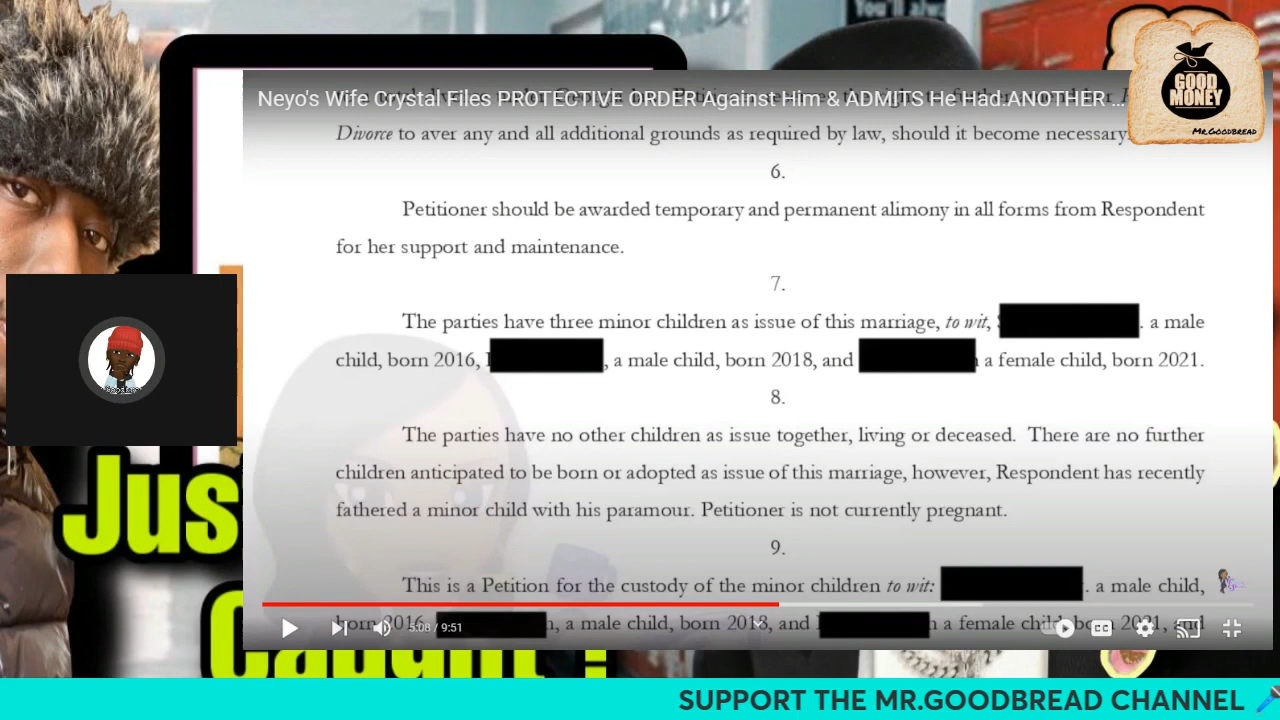 You'll alwa
GOOD
MONEY
MR.GOODBREAD
Neyo's Wife Crystal Files PROTECTIVE ORDER Against Him & ADMITS He Had ANOTHER ...
Divorce to aver any and all additional grounds as required by law, should it become necessary.
6.
Petitioner should be awarded temporary and permanent alimony in all forms from Respondent
for her support and maintenance.
7.
The parties have three minor children as issue of this marriage, to wit, . a male
child, born 2016, , a male child, born 2018, and a female child, born 2021.
8.
The parties have no other children as issue together, living or deceased. There are no further
children anticipated to be born or adopted as issue of this marriage, however, Respondent has recently
fathered a minor child with his paramour. Petitioner is not currently pregnant.
9.
This is a Petition for the custody of the minor children to wit: . a male child,
born 2016, , a male child, born 2018, and a female child, born 2021, and
5:08 / 9:51
CC
Jus
Caught !
SUPPORT THE MR.GOODBREAD CHANNEL